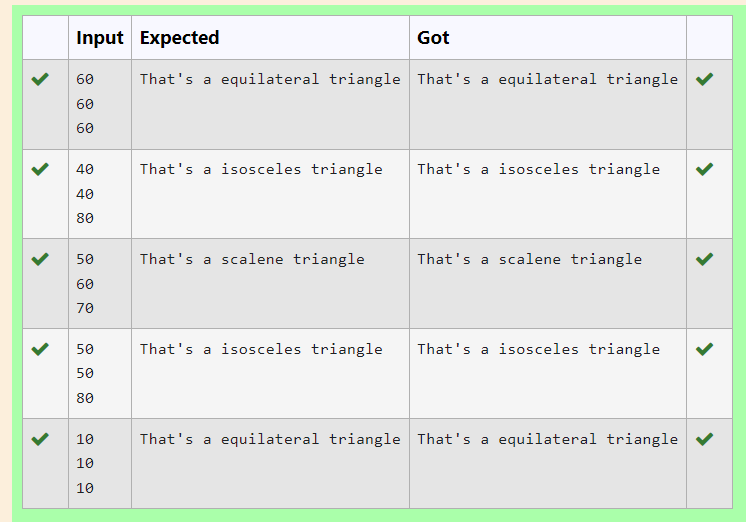 Input Expected Got
60 That's a equilateral triangle That's a equilateral triangle
60
60
40 That's a isosceles triangle That's a isosceles triangle
40
80
50 That's a scalene triangle That's a scalene triangle
60
70
50 That's a isosceles triangle That's a isosceles triangle
50
80
10 That's a equilateral triangle That's a equilateral triangle
10
10